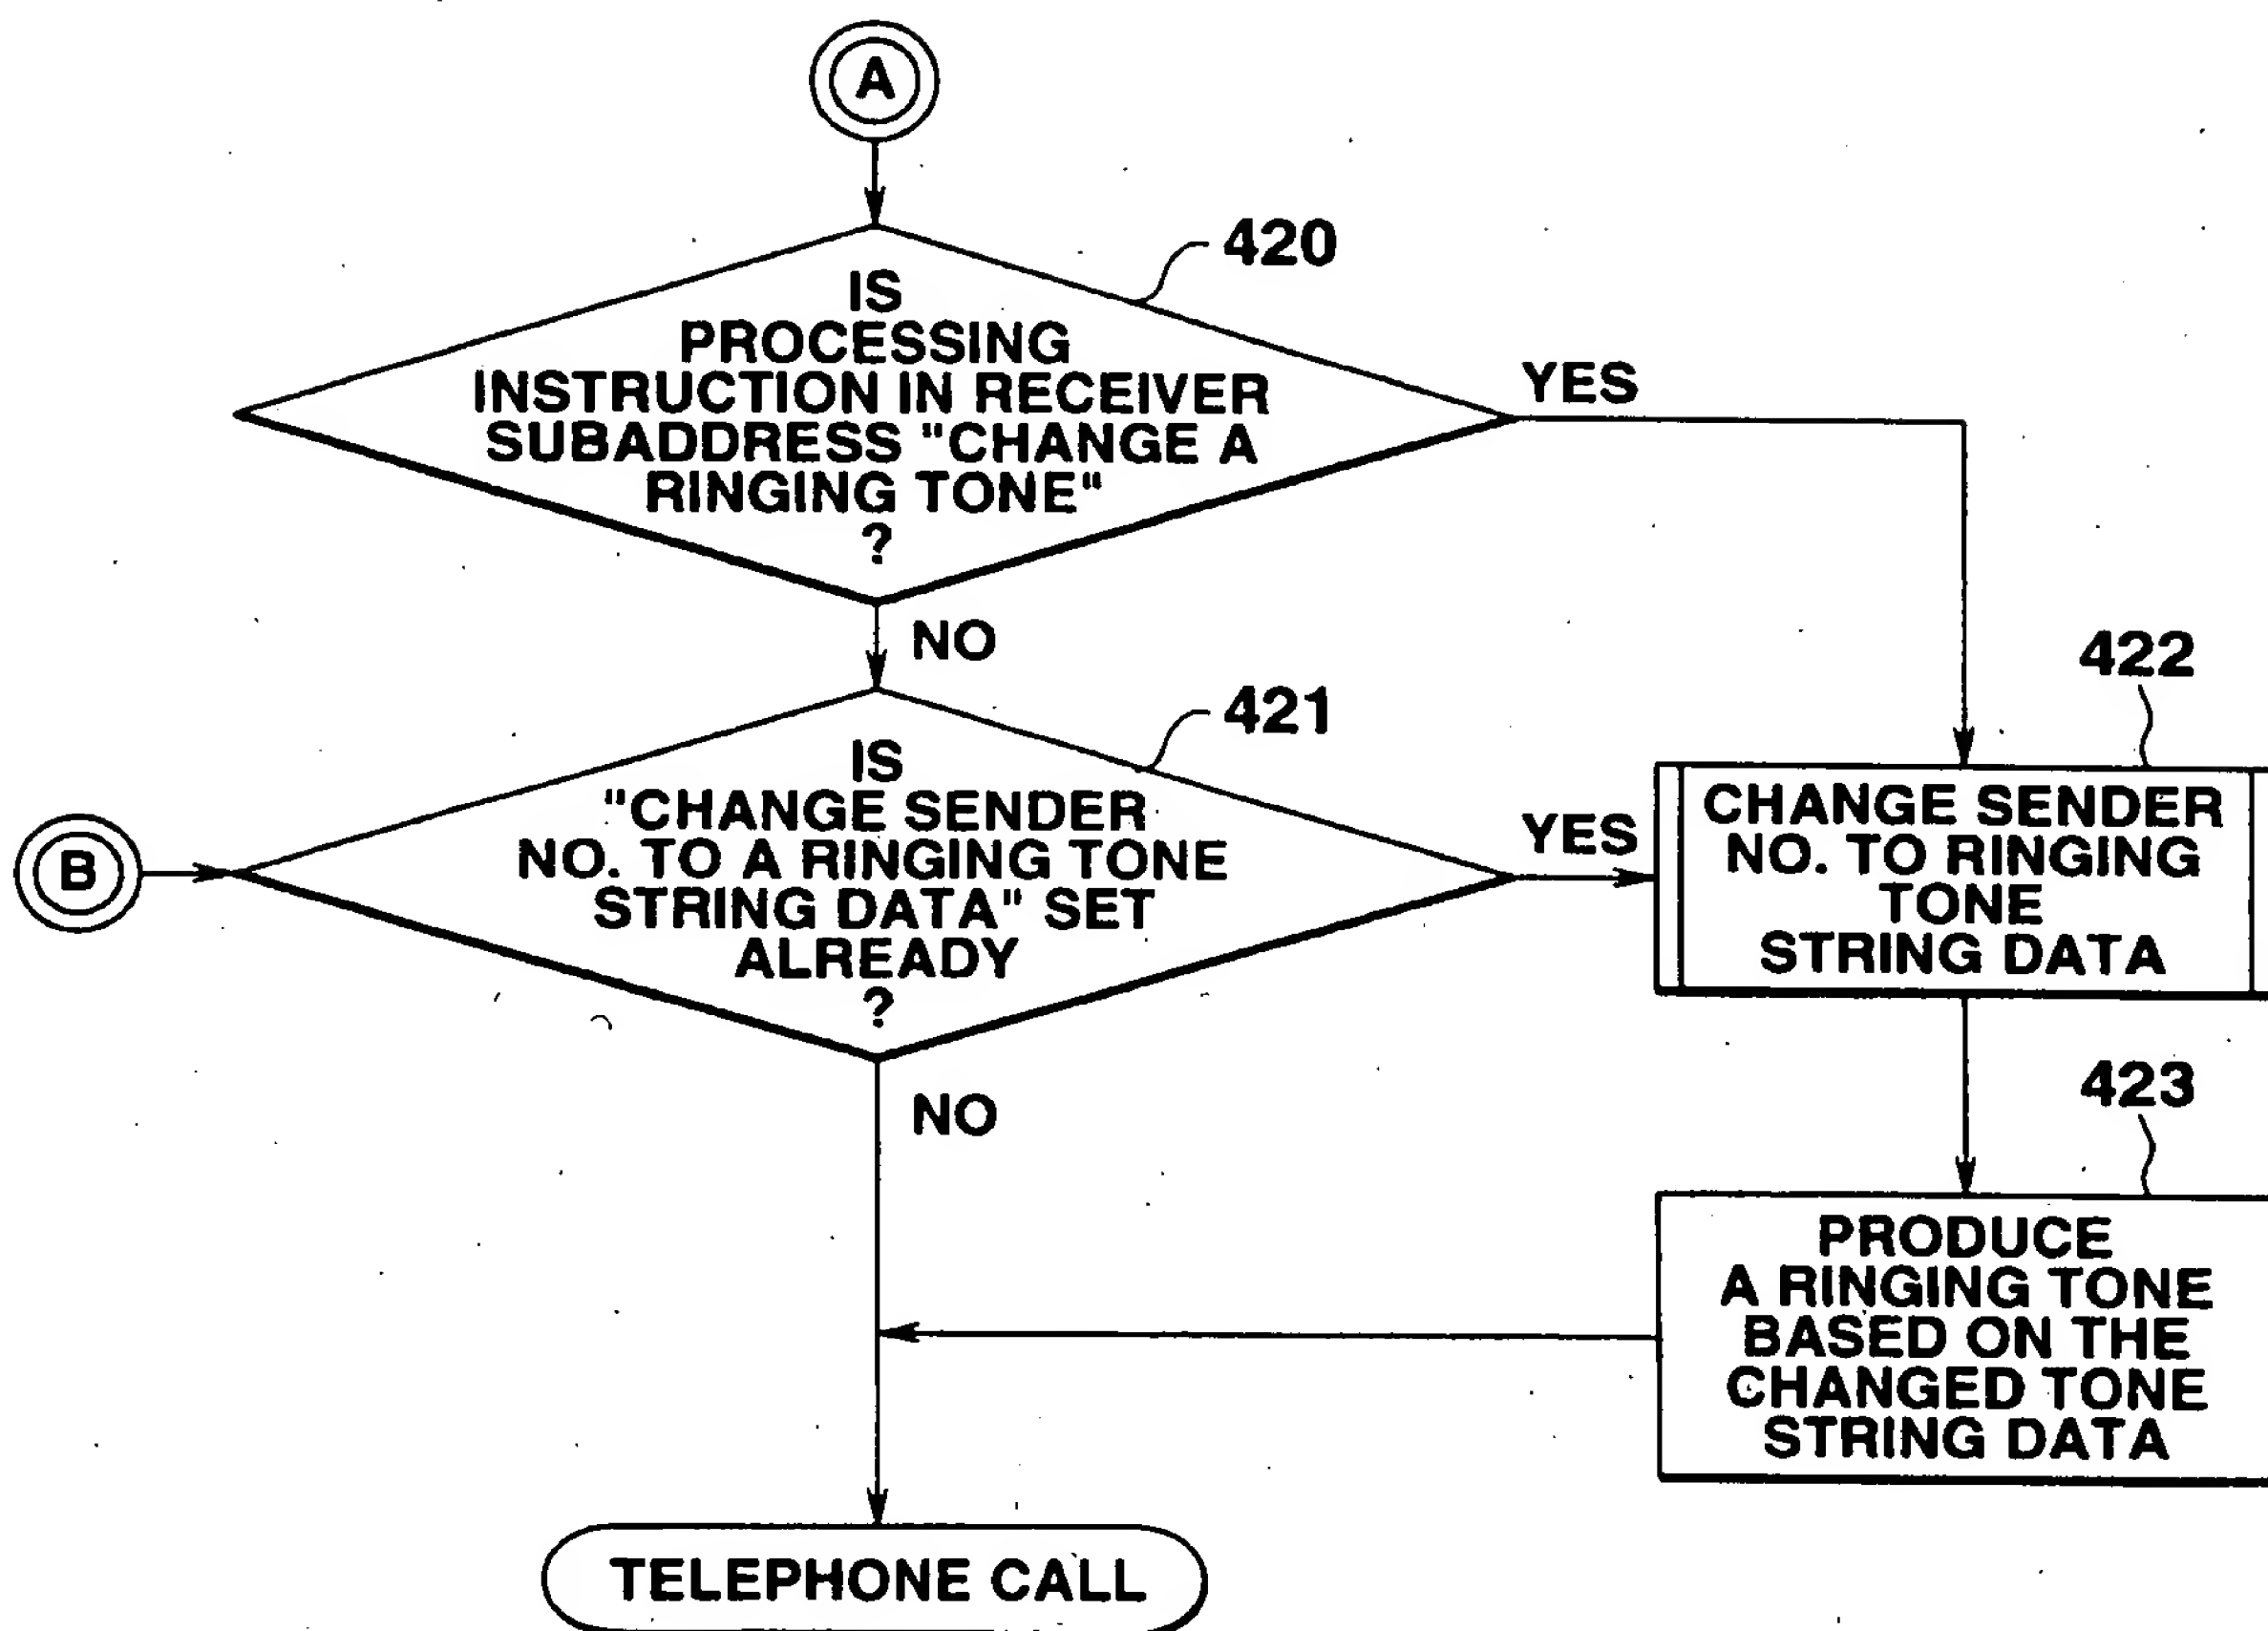 A
420
IS
PROCESSING
INSTRUCTION IN RECEIVER
SUBADDRESS "CHANGE A
RINGING TONE"
?
YES
NO
421
IS
"CHANGE SENDER
NO. TO A RINGING TONE
STRING DATA" SET
ALREADY
?
B
YES
NO
422
CHANGE SENDER
NO. TO RINGING
TONE
STRING DATA
423
PRODUCE
A RINGING TONE
BASED ON THE
CHANGED TONE
STRING DATA
TELEPHONE CALL